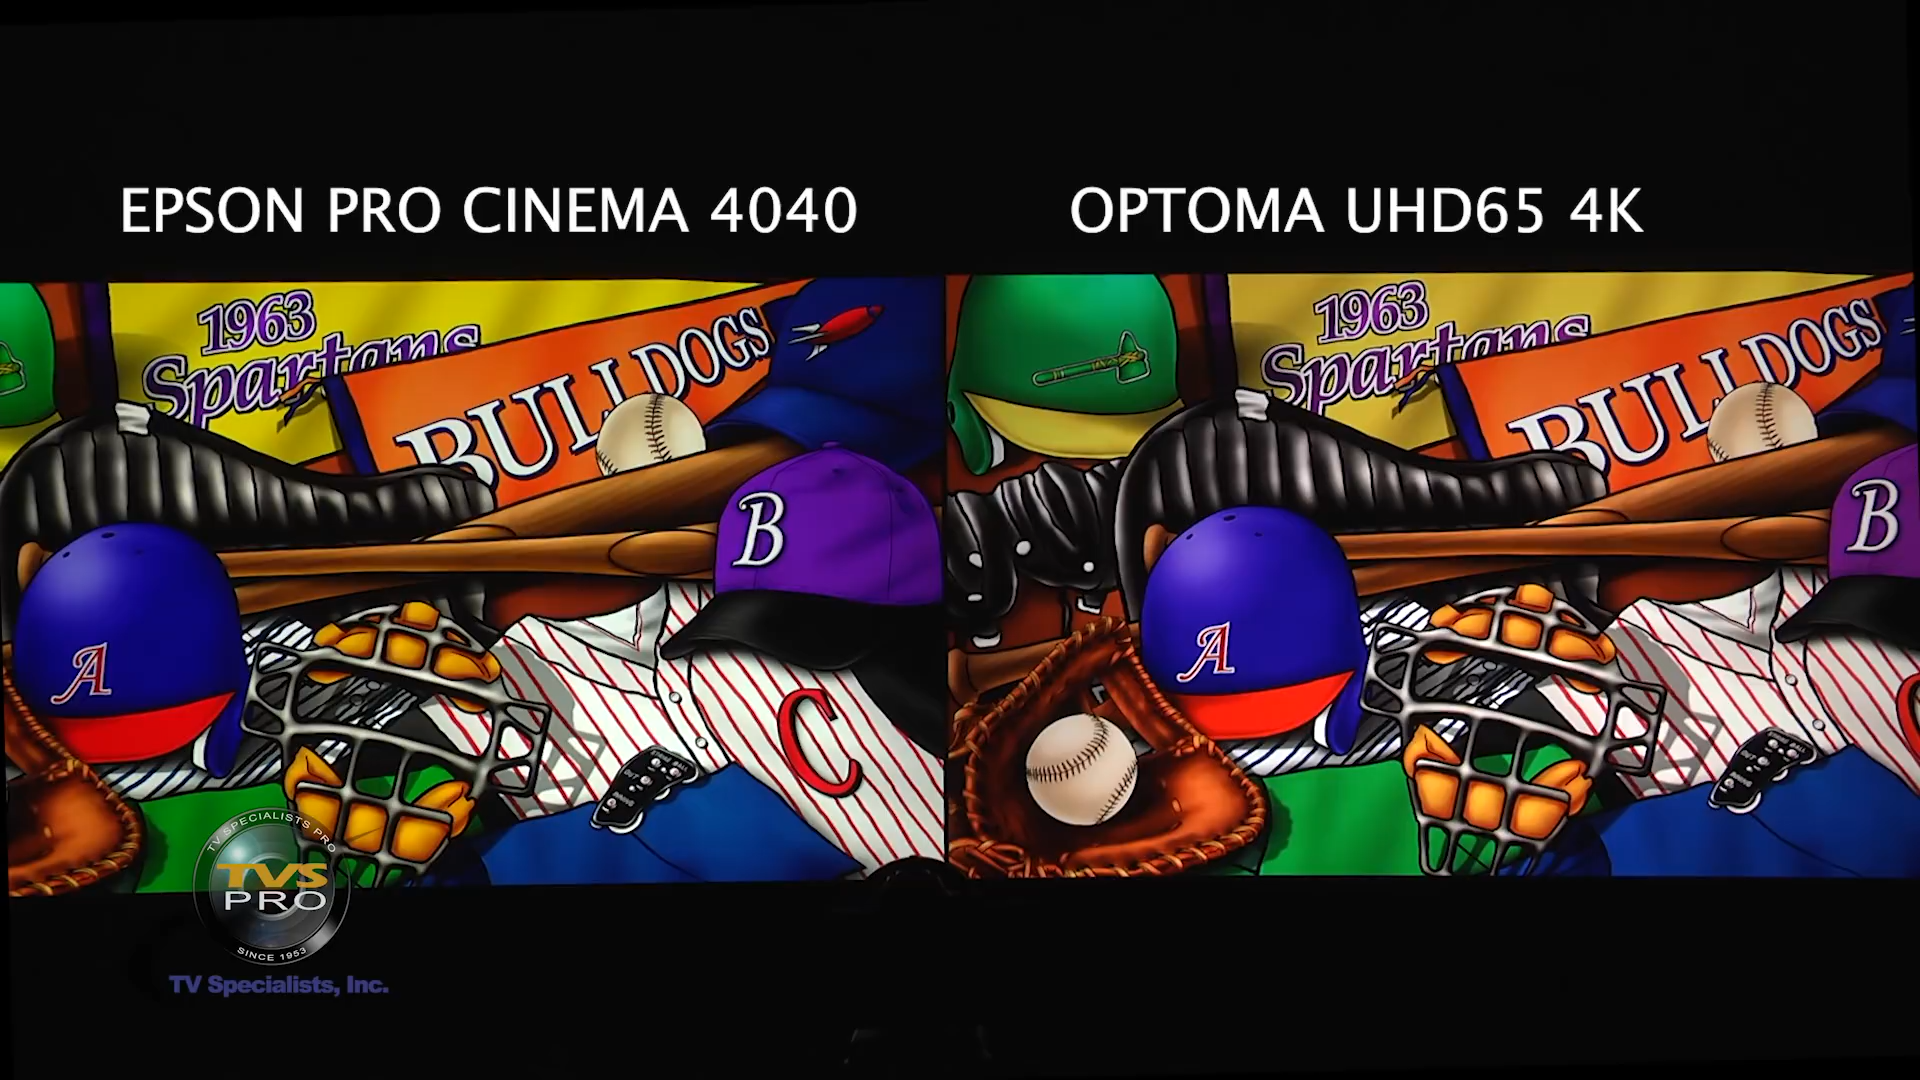 EPSON PRO CINEMA 4040
OPTOMA UHD65 4K
1963
Spartans
BULLDOGS
B
A
C
1963
Spartans
BULLDOGS
B
A
TV SPECIALISTS PRO
TVS
PRO
SINCE 1953
TV Specialists, Inc.